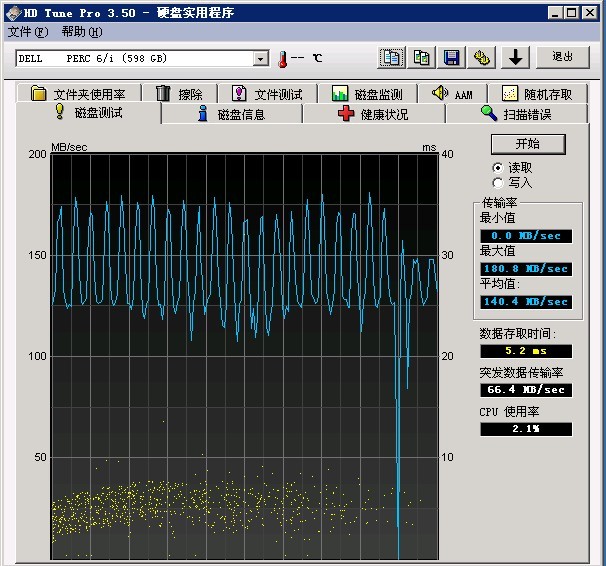 HD Tune Pro 3.50 - 硬盘实用程序
文件(F) 帮助(H)
DELL PERC 6/i (598 GB)
-- ℃
退出
文件夹使用率 擦除 文件测试 磁盘监测 AAM 随机存取
磁盘测试 磁盘信息 健康状况 扫描错误
开始
读取
写入
MB/sec
ms
200
150
100
50
40
30
20
10
传输率
最小值
0.0 MB/sec
最大值
180.8 MB/sec
平均值:
140.4 MB/sec
数据存取时间:
5.2 ms
突发数据传输率
66.4 MB/sec
CPU 使用率
2.1%